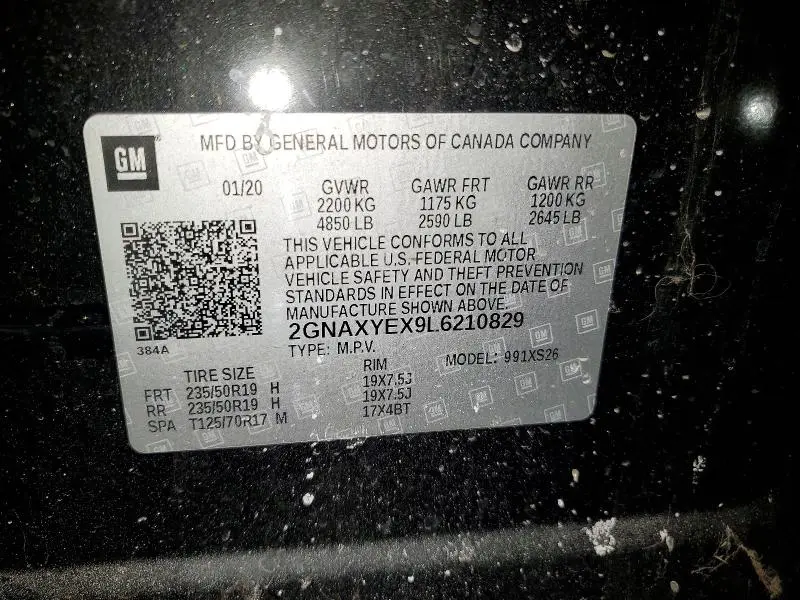 GM
MFD BY GENERAL MOTORS OF CANADA COMPANY
01/20 GVWR GAWR FRT GAWR RR
2200 KG 1175 KG 1200 KG
4850 LB 2590 LB 2645 LB
THIS VEHICLE CONFORMS TO ALL
APPLICABLE U.S. FEDERAL MOTOR
VEHICLE SAFETY AND THEFT PREVENTION
STANDARDS IN EFFECT ON THE DATE OF
MANUFACTURE SHOWN ABOVE.
2GNAXYEX9L6210829
384A
TYPE: M.P.V. MODEL: 991XS26
TIRE SIZE RIM
FRT 235/50R19 H 19X7.5J
RR 235/50R19 H 19X7.5J
SPA T125/70R17 M 17X4BT